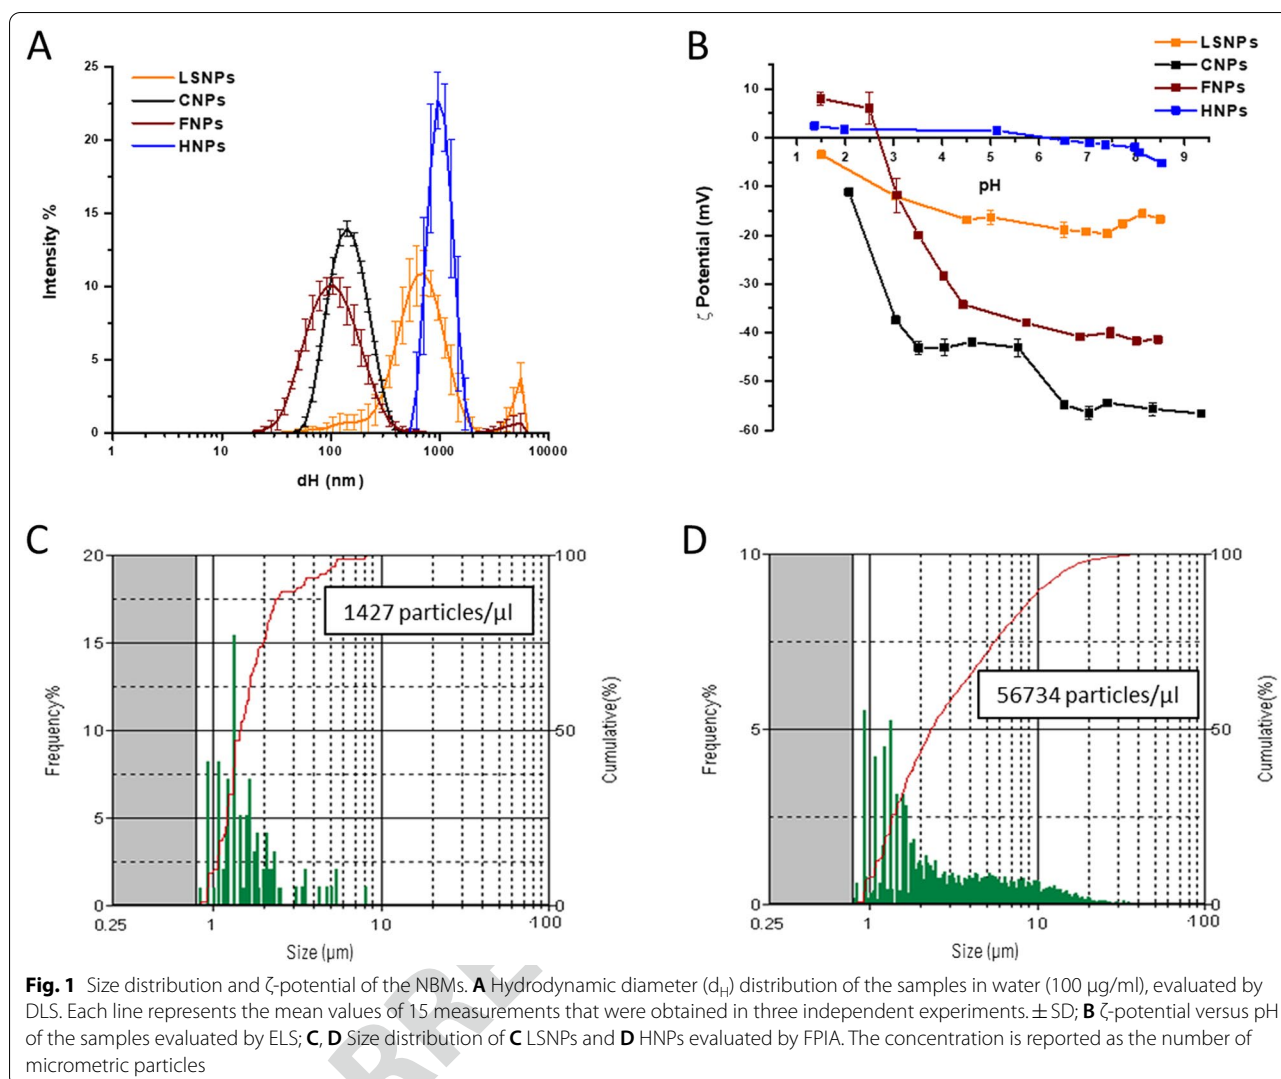 A
B
LSNPs
CNPs
FNPs
HNPs
LSNPs
CNPs
FNPs
HNPs
25
20
15
10
5
0
Intensity %
1
10
100
1000
10000
dH (nm)
10
0
-10
-20
-30
-40
-50
-60
ζ Potential (mV)
1 2 3 4 5 6 7 8 9
pH
C
D
20
15
10
5
0
Frequency%
100
50
0
Cumulative(%)
1427 particles/µl
0.25
1
10
100
Size (µm)
10
5
0
Frequency%
100
50
0
Cumulative(%)
56734 particles/µl
0.25
1
10
100
Size (µm)
Fig. 1 Size distribution and ζ-potential of the NBMs. A Hydrodynamic diameter (dH) distribution of the samples in water (100 µg/ml), evaluated by
DLS. Each line represents the mean values of 15 measurements that were obtained in three independent experiments. ± SD; B ζ-potential versus pH
of the samples evaluated by ELS; C, D Size distribution of C LSNPs and D HNPs evaluated by FPIA. The concentration is reported as the number of
micrometric particles
RRE